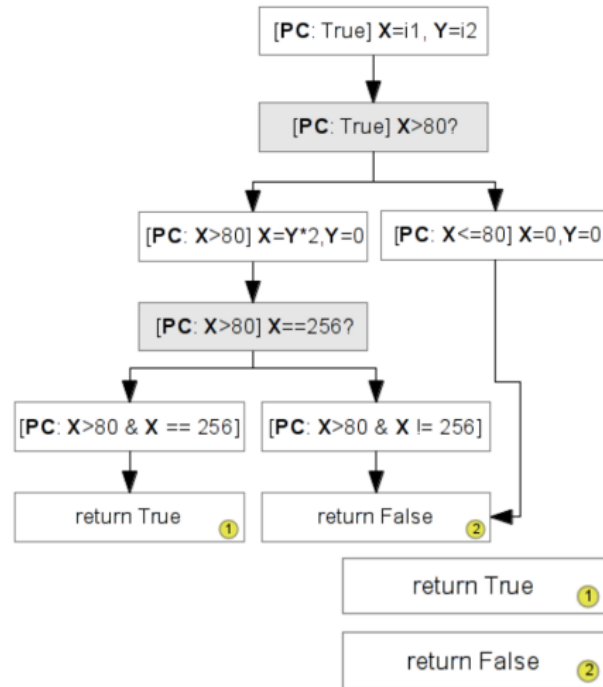 [PC: True] X=i1, Y=i2
[PC: True] X>80?
[PC: X>80] X=Y*2,Y=0
[PC: X<=80] X=0,Y=0
[PC: X>80] X==256?
[PC: X>80 & X == 256]
[PC: X>80 & X != 256]
return True 1
return False 2
return True 1
return False 2